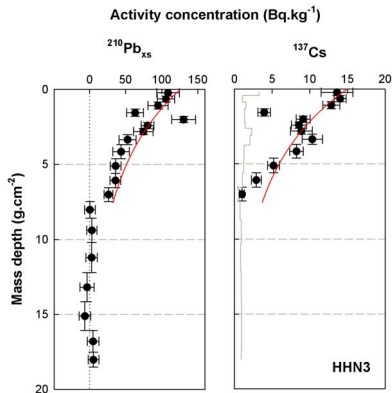 Activity concentration (Bq.kg⁻¹)
²¹⁰Pbxs
¹³⁷Cs
0 50 100 150
0 5 10 15 20
Mass depth (g.cm⁻²)
0
5
10
15
20
HHN3